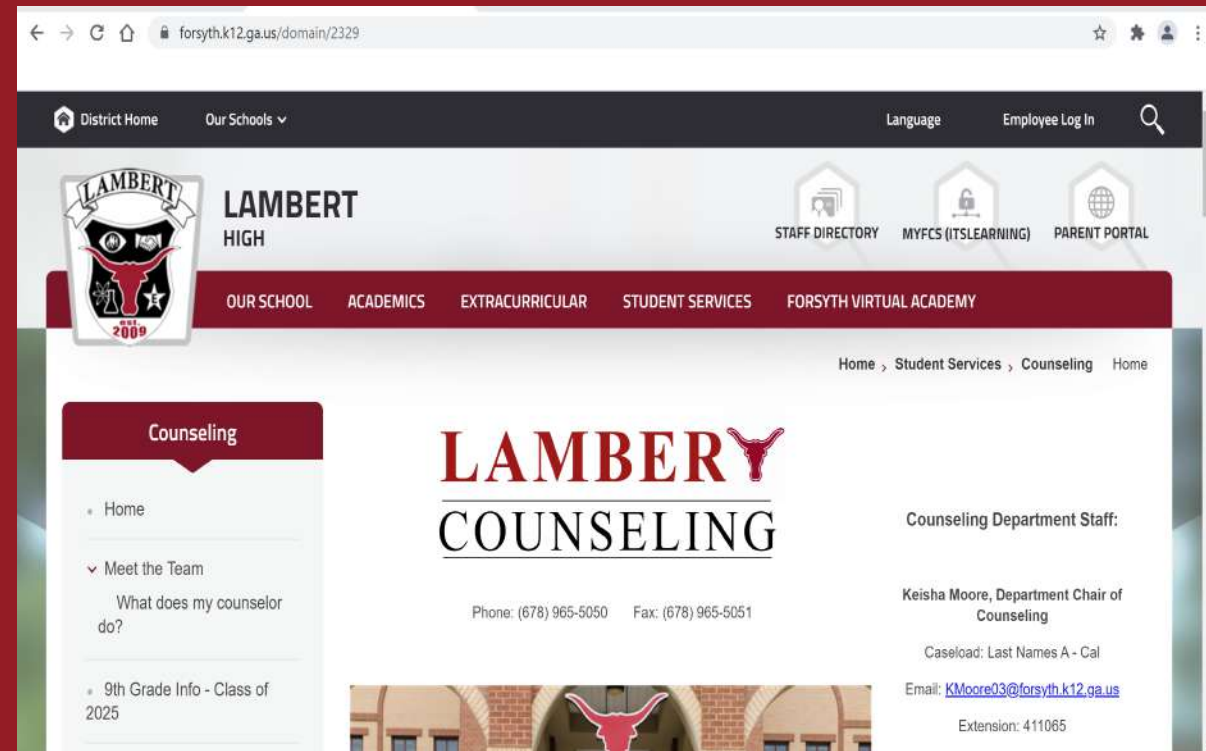 forsyth.k12.ga.us/domain/2329
District Home Our Schools Language Employee Log In
LAMBERT
est.
2009
LAMBERT
HIGH
STAFF DIRECTORY MYFCS (ITSLEARNING) PARENT PORTAL
OUR SCHOOL ACADEMICS EXTRACURRICULAR STUDENT SERVICES FORSYTH VIRTUAL ACADEMY
Home › Student Services › Counseling Home
Counseling
Home
Meet the Team
What does my counselor
do?
9th Grade Info - Class of
2025
LAMBER
COUNSELING
Phone: (678) 965-5050 Fax: (678) 965-5051
Counseling Department Staff:
Keisha Moore, Department Chair of
Counseling
Caseload: Last Names A - Cal
Email: KMoore03@forsyth.k12.ga.us
Extension: 411065